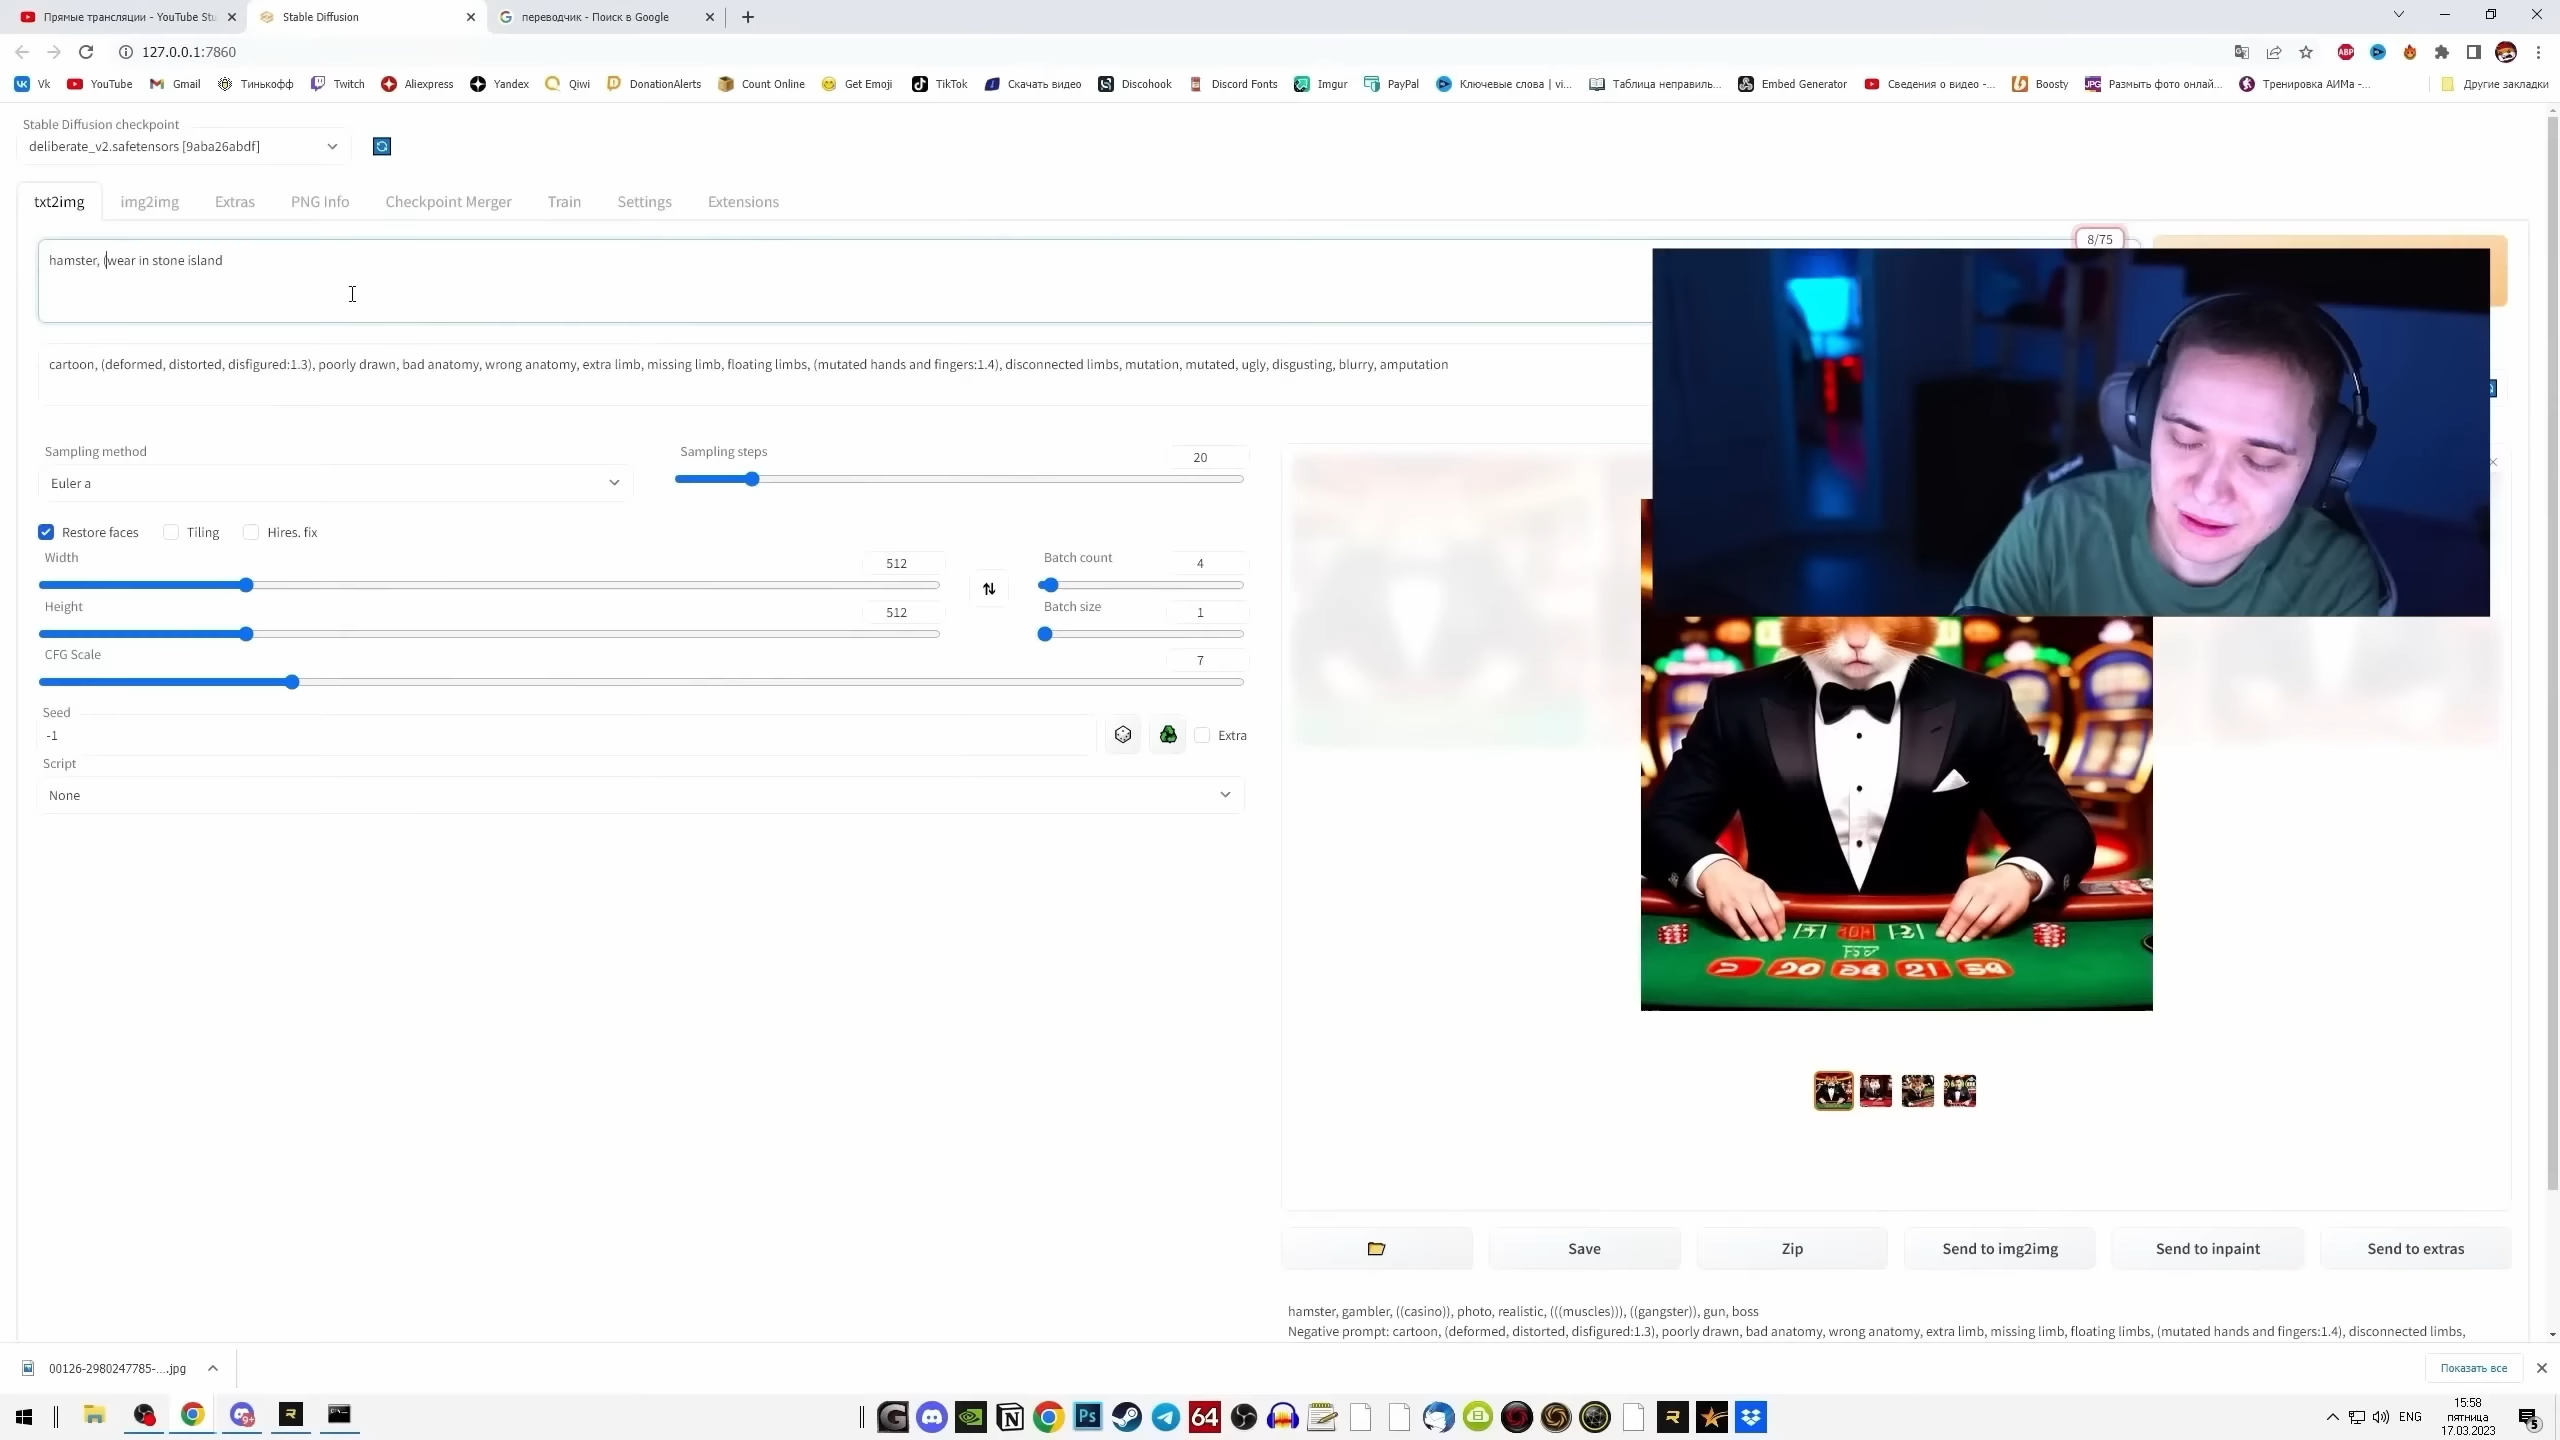 Прямые трансляции - YouTube Stu
Stable Diffusion
переводчик - Поиск в Google
127.0.0.1:7860
Vk
YouTube
Gmail
Тинькофф
Twitch
Aliexpress
Yandex
Qiwi
DonationAlerts
Count Online
Get Emoji
TikTok
Скачать видео
Discohook
Discord Fonts
Imgur
PayPal
Ключевые слова | vi...
Таблица неправиль...
Embed Generator
Сведения о видео -...
Boosty
Размыть фото онлай...
Тренировка АИМа -...
Другие закладки
Stable Diffusion checkpoint
deliberate_v2.safetensors [9aba26abdf]
txt2img
img2img
Extras
PNG Info
Checkpoint Merger
Train
Settings
Extensions
8/75
hamster, (wear in stone island
cartoon, (deformed, distorted, disfigured:1.3), poorly drawn, bad anatomy, wrong anatomy, extra limb, missing limb, floating limbs, (mutated hands and fingers:1.4), disconnected limbs, mutation, mutated, ugly, disgusting, blurry, amputation
Sampling method
Euler a
Sampling steps
20
Restore faces
Tiling
Hires. fix
Width
512
Batch count
4
Height
512
Batch size
1
CFG Scale
7
Seed
-1
Extra
Script
None
Save
Zip
Send to img2img
Send to inpaint
Send to extras
hamster, gambler, ((casino)), photo, realistic, (((muscles))), ((gangster)), gun, boss
Negative prompt: cartoon, (deformed, distorted, disfigured:1.3), poorly drawn, bad anatomy, wrong anatomy, extra limb, missing limb, floating limbs, (mutated hands and fingers:1.4), disconnected limbs,
00126-2980247785-....jpg
Показать все
ENG
15:58
пятница
17.03.2023